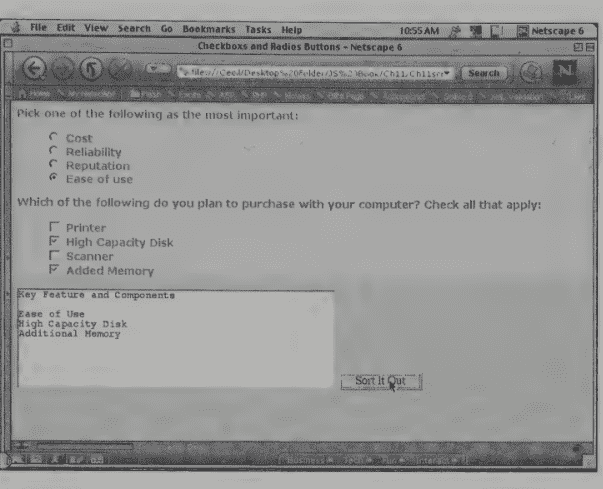 File Edit View Search Go Bookmarks Tasks Help 10:55 AM Netscape 6
Checkboxs and Radios Buttons - Netscape 6
Search N
Pick one of the following as the most important:
Cost
Reliability
Reputation
Ease of use
Which of the following do you plan to purchase with your computer? Check all that apply:
Printer
High Capacity Disk
Scanner
Added Memory
Key Feature and Components
Ease of Use
High Capacity Disk
Additional Memory
Sort It Out